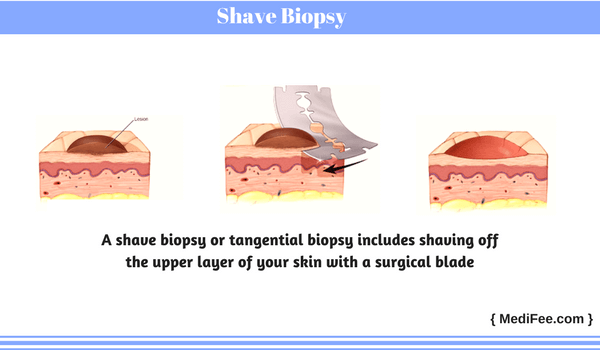 Shave Biopsy
Lesion
A shave biopsy or tangential biopsy includes shaving off
the upper layer of your skin with a surgical blade
{ MediFee.com }